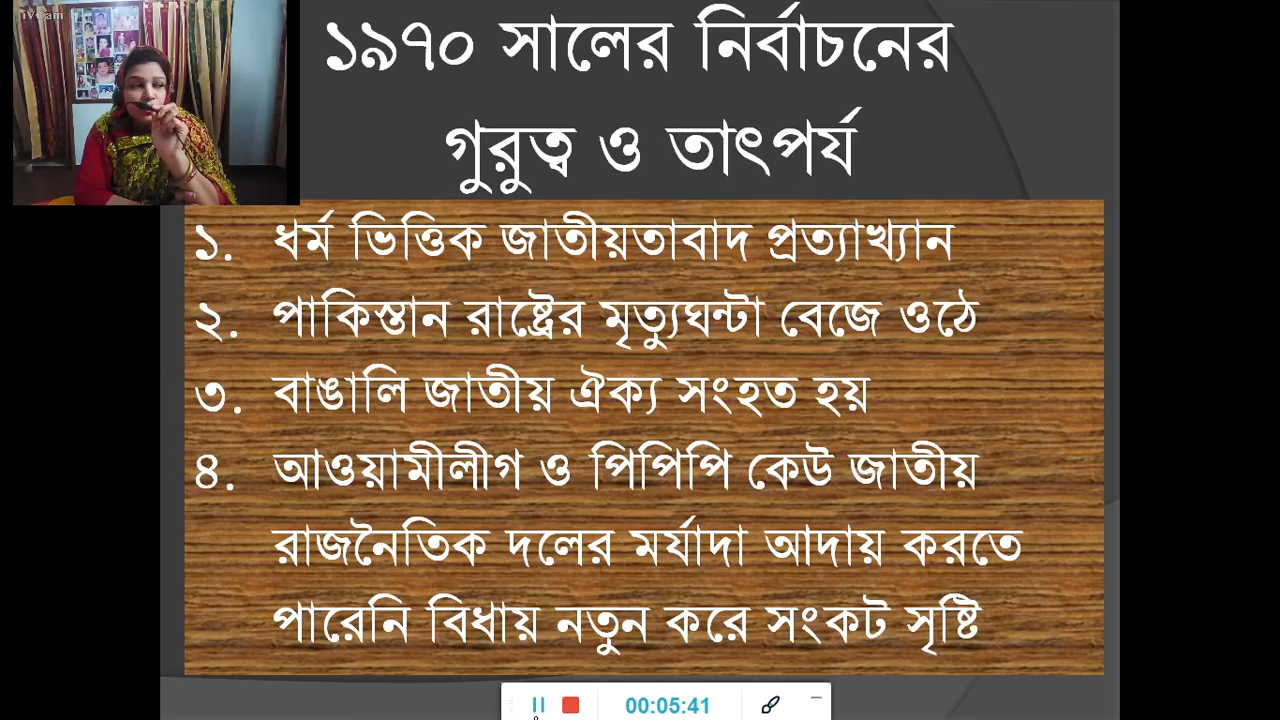 iVCam
১৯৭০ সালের নির্বাচনের
গুরুত্ব ও তাৎপর্য
১. ধর্ম ভিত্তিক জাতীয়তাবাদ প্রত্যাখ্যান
২. পাকিস্তান রাষ্ট্রের মৃত্যুঘন্টা বেজে ওঠে
৩. বাঙালি জাতীয় ঐক্য সংহত হয়
৪. আওয়ামীলীগ ও পিপিপি কেউ জাতীয়
রাজনৈতিক দলের মর্যাদা আদায় করতে
পারেনি বিধায় নতুন করে সংকট সৃষ্টি
00:05:41